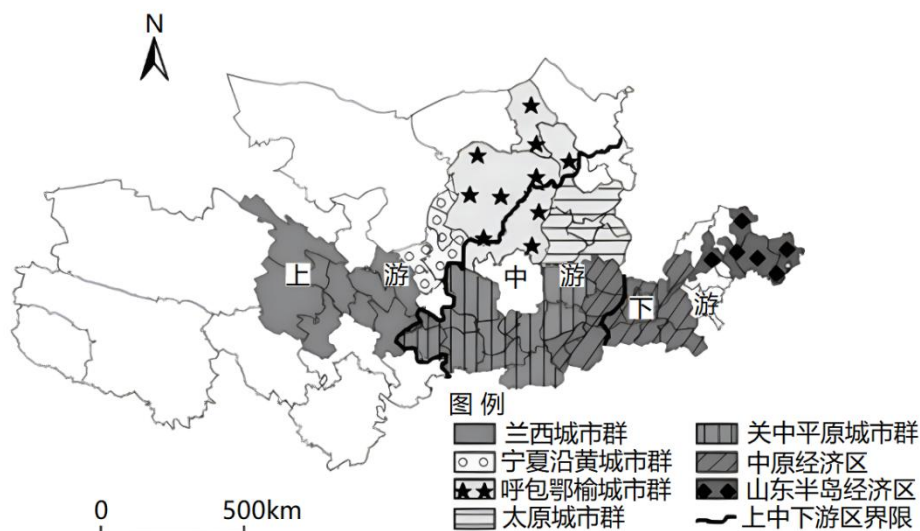 N
上 游 中 游 下 游
图 例
兰西城市群 关中平原城市群
宁夏沿黄城市群 中原经济区
呼包鄂榆城市群 山东半岛经济区
太原城市群 上中下游区界限
0 500km